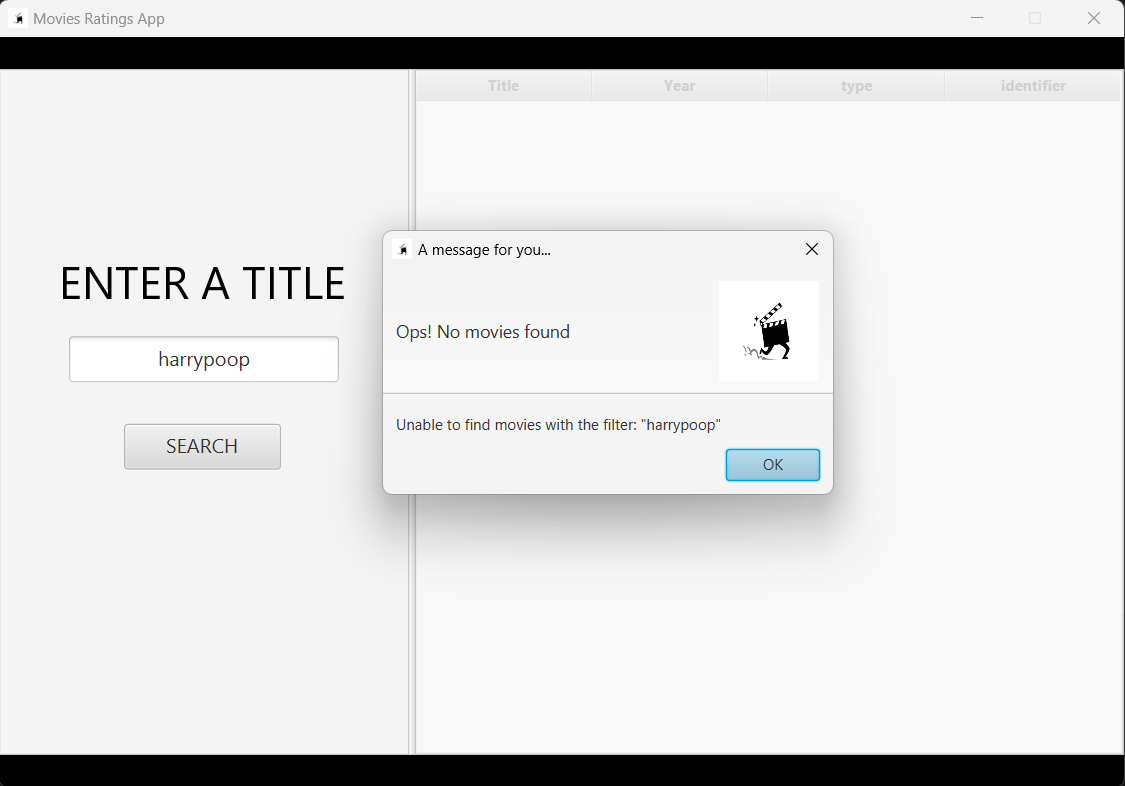 Movies Ratings App
Title Year type identifier
ENTER A TITLE
harrypoop
SEARCH
A message for you...
Ops! No movies found
Unable to find movies with the filter: "harrypoop"
OK